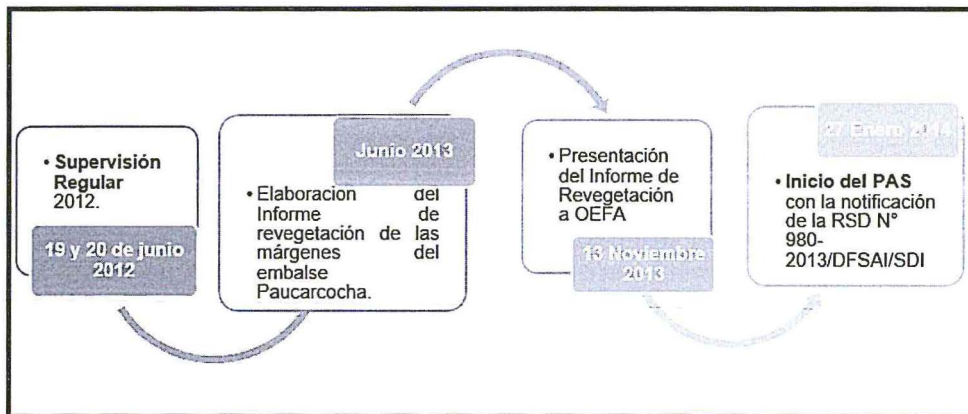 • Supervisión
Regular
2012.
19 y 20 de junio
2012
Junio 2013
• Elaboración del
Informe de
revegetación de las
márgenes del
embalse
Paucarcocha.
• Presentación
del Informe de
Revegetación
a OEFA
13 Noviembre
2013
27 Enero 2014
• Inicio del PAS
con la notificación
de la RSD N°
980-
2013/DFSAI/SDI